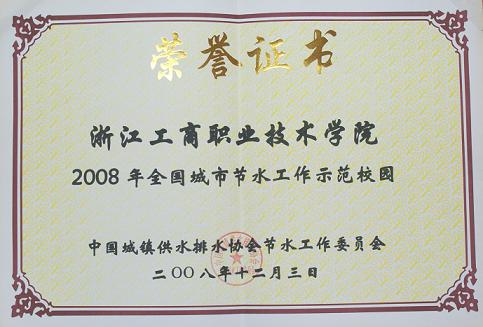 荣誉证书
浙江工商职业技术学院
2008年全国城市节水工作示范校园
中国城镇供水排水协会节水工作委员会
二〇〇八年十二月三日